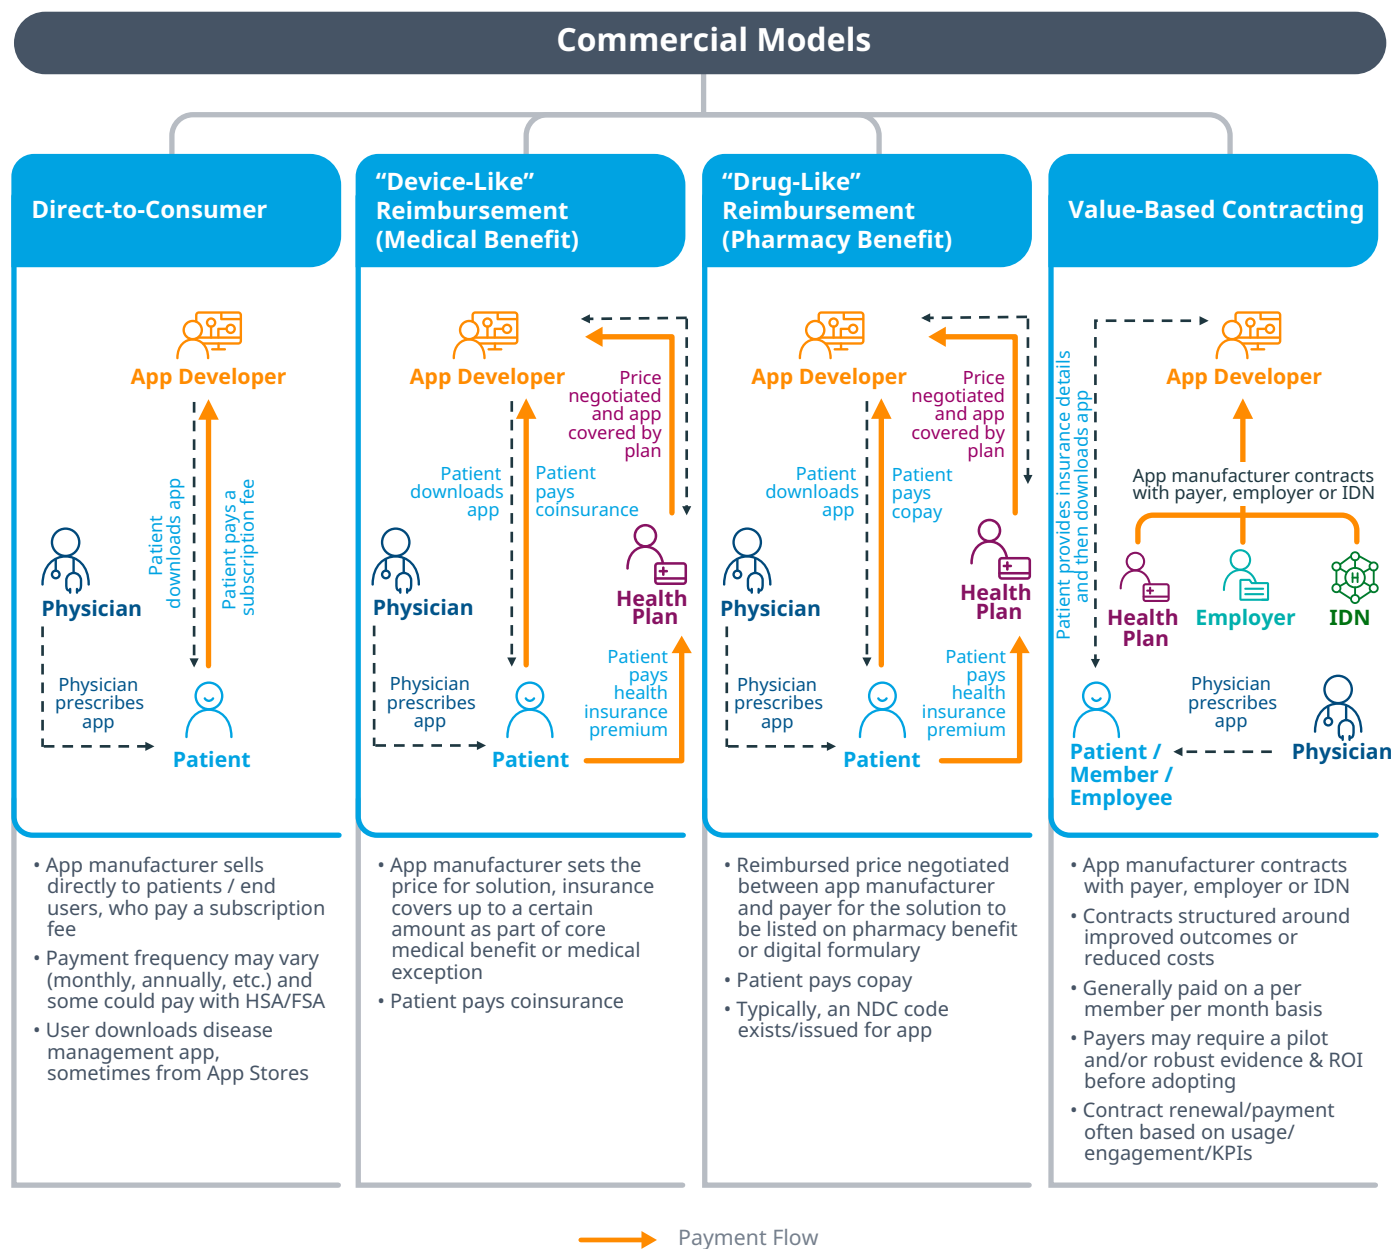 Commercial Models
Direct-to-Consumer
App Developer
Patient
downloads app
Patient pays a
subscription fee
Physician
Physician
prescribes
app
Patient
• App manufacturer sells
directly to patients / end
users, who pay a subscription
fee
• Payment frequency may vary
(monthly, annually, etc.) and
some could pay with HSA/FSA
• User downloads disease
management app,
sometimes from App Stores
“Device-Like”
Reimbursement
(Medical Benefit)
App Developer
Price
negotiated
and app
covered by
plan
Patient
downloads
app
Patient
pays
coinsurance
Physician
Health
Plan
Physician
prescribes
app
Patient
pays
health
insurance
premium
Patient
• App manufacturer sets the
price for solution, insurance
covers up to a certain
amount as part of core
medical benefit or medical
exception
• Patient pays coinsurance
“Drug-Like”
Reimbursement
(Pharmacy Benefit)
App Developer
Price
negotiated
and app
covered by
plan
Patient
downloads
app
Patient
pays
copay
Physician
Health
Plan
Physician
prescribes
app
Patient
pays
health
insurance
premium
Patient
• Reimbursed price negotiated
between app manufacturer
and payer for the solution to
be listed on pharmacy benefit
or digital formulary
• Patient pays copay
• Typically, an NDC code
exists/issued for app
Value-Based Contracting
App Developer
Patient provides insurance details
and then downloads app
App manufacturer contracts
with payer, employer or IDN
Health
Plan
Employer
H
IDN
Physician
prescribes
app
Patient /
Member /
Employee
Physician
• App manufacturer contracts
with payer, employer or IDN
• Contracts structured around
improved outcomes or
reduced costs
• Generally paid on a per
member per month basis
• Payers may require a pilot
and/or robust evidence & ROI
before adopting
• Contract renewal/payment
often based on usage/
engagement/KPIs
Payment Flow